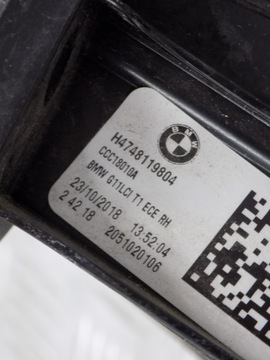 BMW
H4748119804
CCC18010A
BMW G11LCI T1 ECE RH
23/10/2018 13:52:04
2 42 18 2051020106